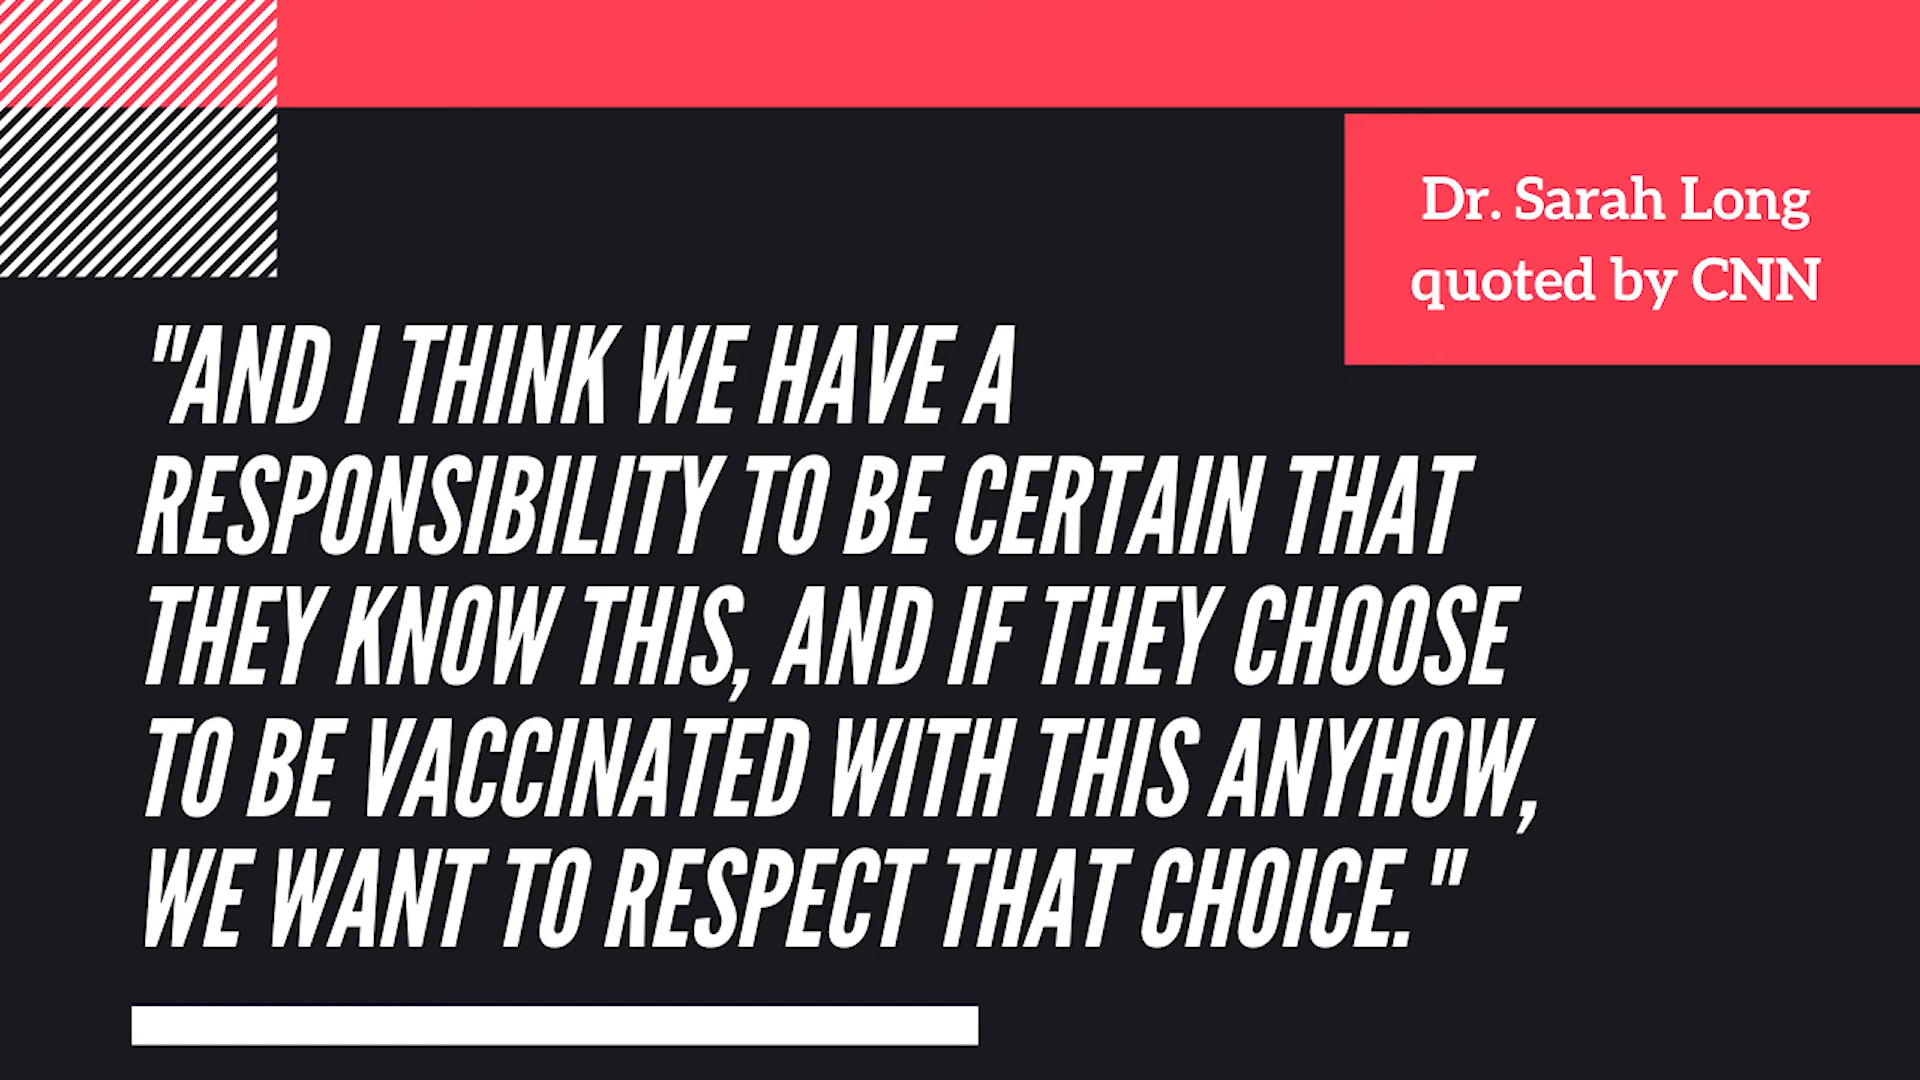 Dr. Sarah Long
quoted by CNN
"AND I THINK WE HAVE A
RESPONSIBILITY TO BE CERTAIN THAT
THEY KNOW THIS, AND IF THEY CHOOSE
TO BE VACCINATED WITH THIS ANYHOW,
WE WANT TO RESPECT THAT CHOICE."